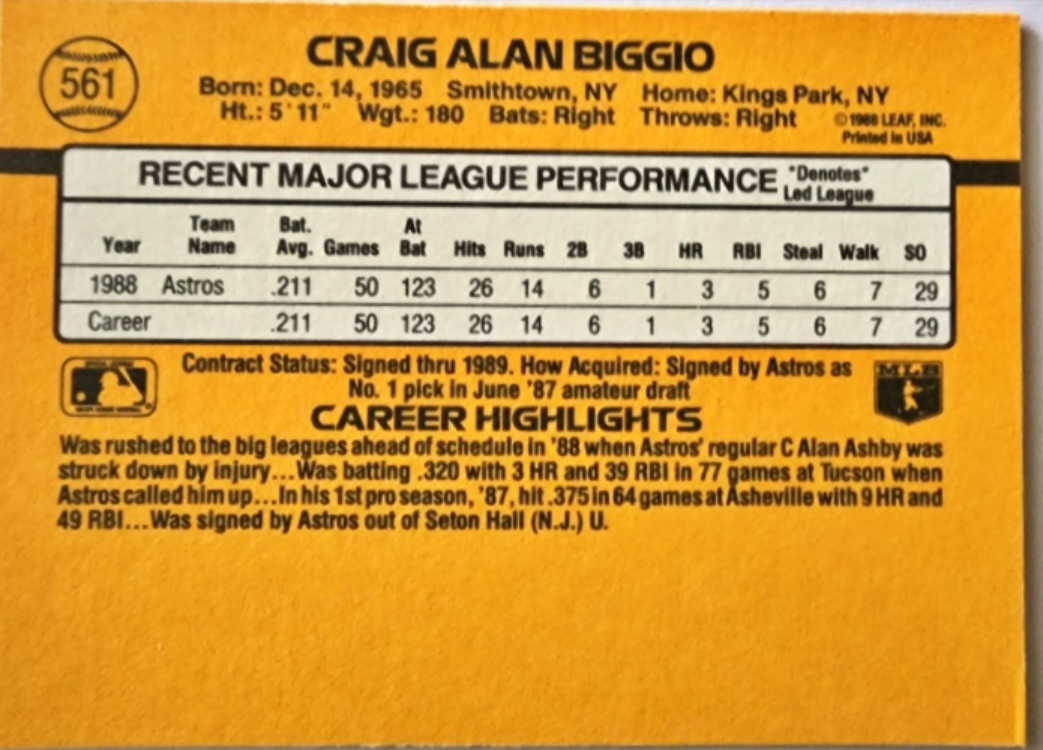 561
CRAIG ALAN BIGGIO
Born: Dec. 14, 1965 Smithtown, NY Home: Kings Park, NY
Ht.: 5'11" Wgt.: 180 Bats: Right Throws: Right
© 1988 LEAF, INC.
Printed in USA
RECENT MAJOR LEAGUE PERFORMANCE
"Denotes"
Led League
Year Team Name Bat. Avg. Games At Bat Hits Runs 2B 3B HR RBI Steal Walk SO
1988 Astros .211 50 123 26 14 6 1 3 5 6 7 29
Career .211 50 123 26 14 6 1 3 5 6 7 29
Contract Status: Signed thru 1989. How Acquired: Signed by Astros as
No. 1 pick in June '87 amateur draft
MLB
CAREER HIGHLIGHTS
Was rushed to the big leagues ahead of schedule in '88 when Astros' regular C Alan Ashby was
struck down by injury...Was batting .320 with 3 HR and 39 RBI in 77 games at Tucson when
Astros called him up...In his 1st pro season, '87, hit .375 in 64 games at Asheville with 9 HR and
49 RBI...Was signed by Astros out of Seton Hall (N.J.) U.